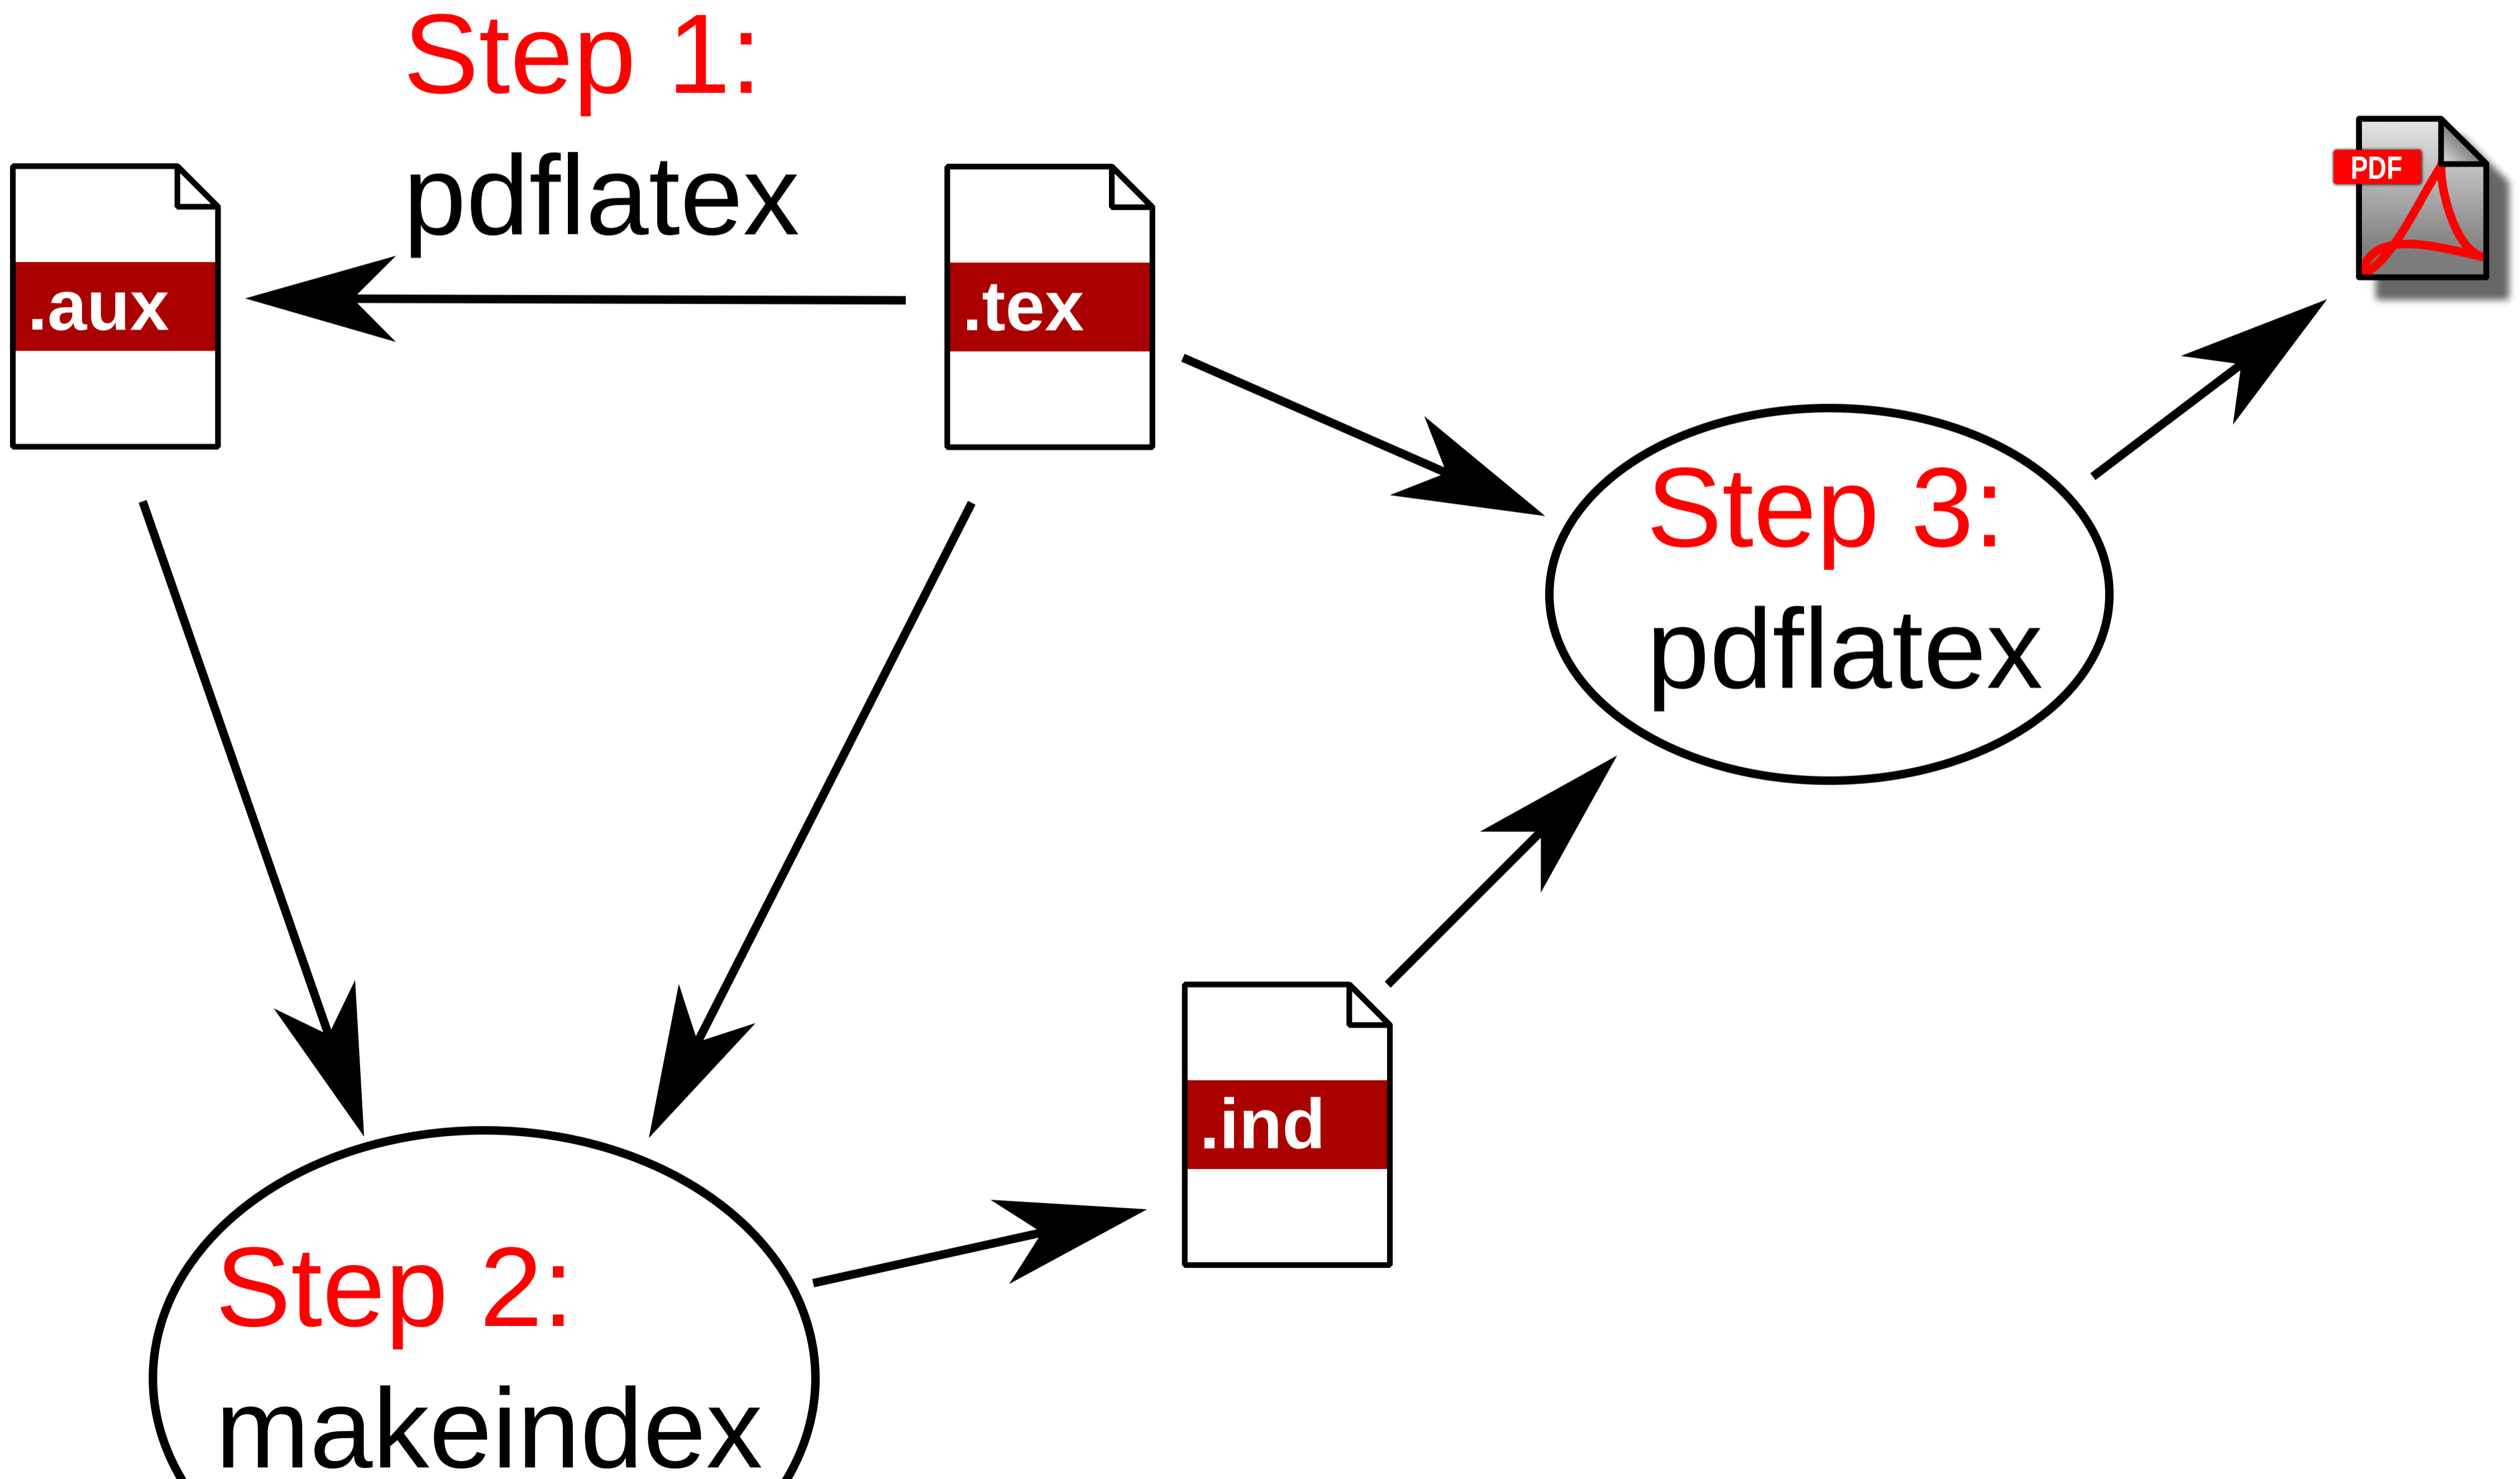 Step 1:
pdflatex
.aux
.tex
PDF
Step 3:
pdflatex
.ind
Step 2:
makeindex